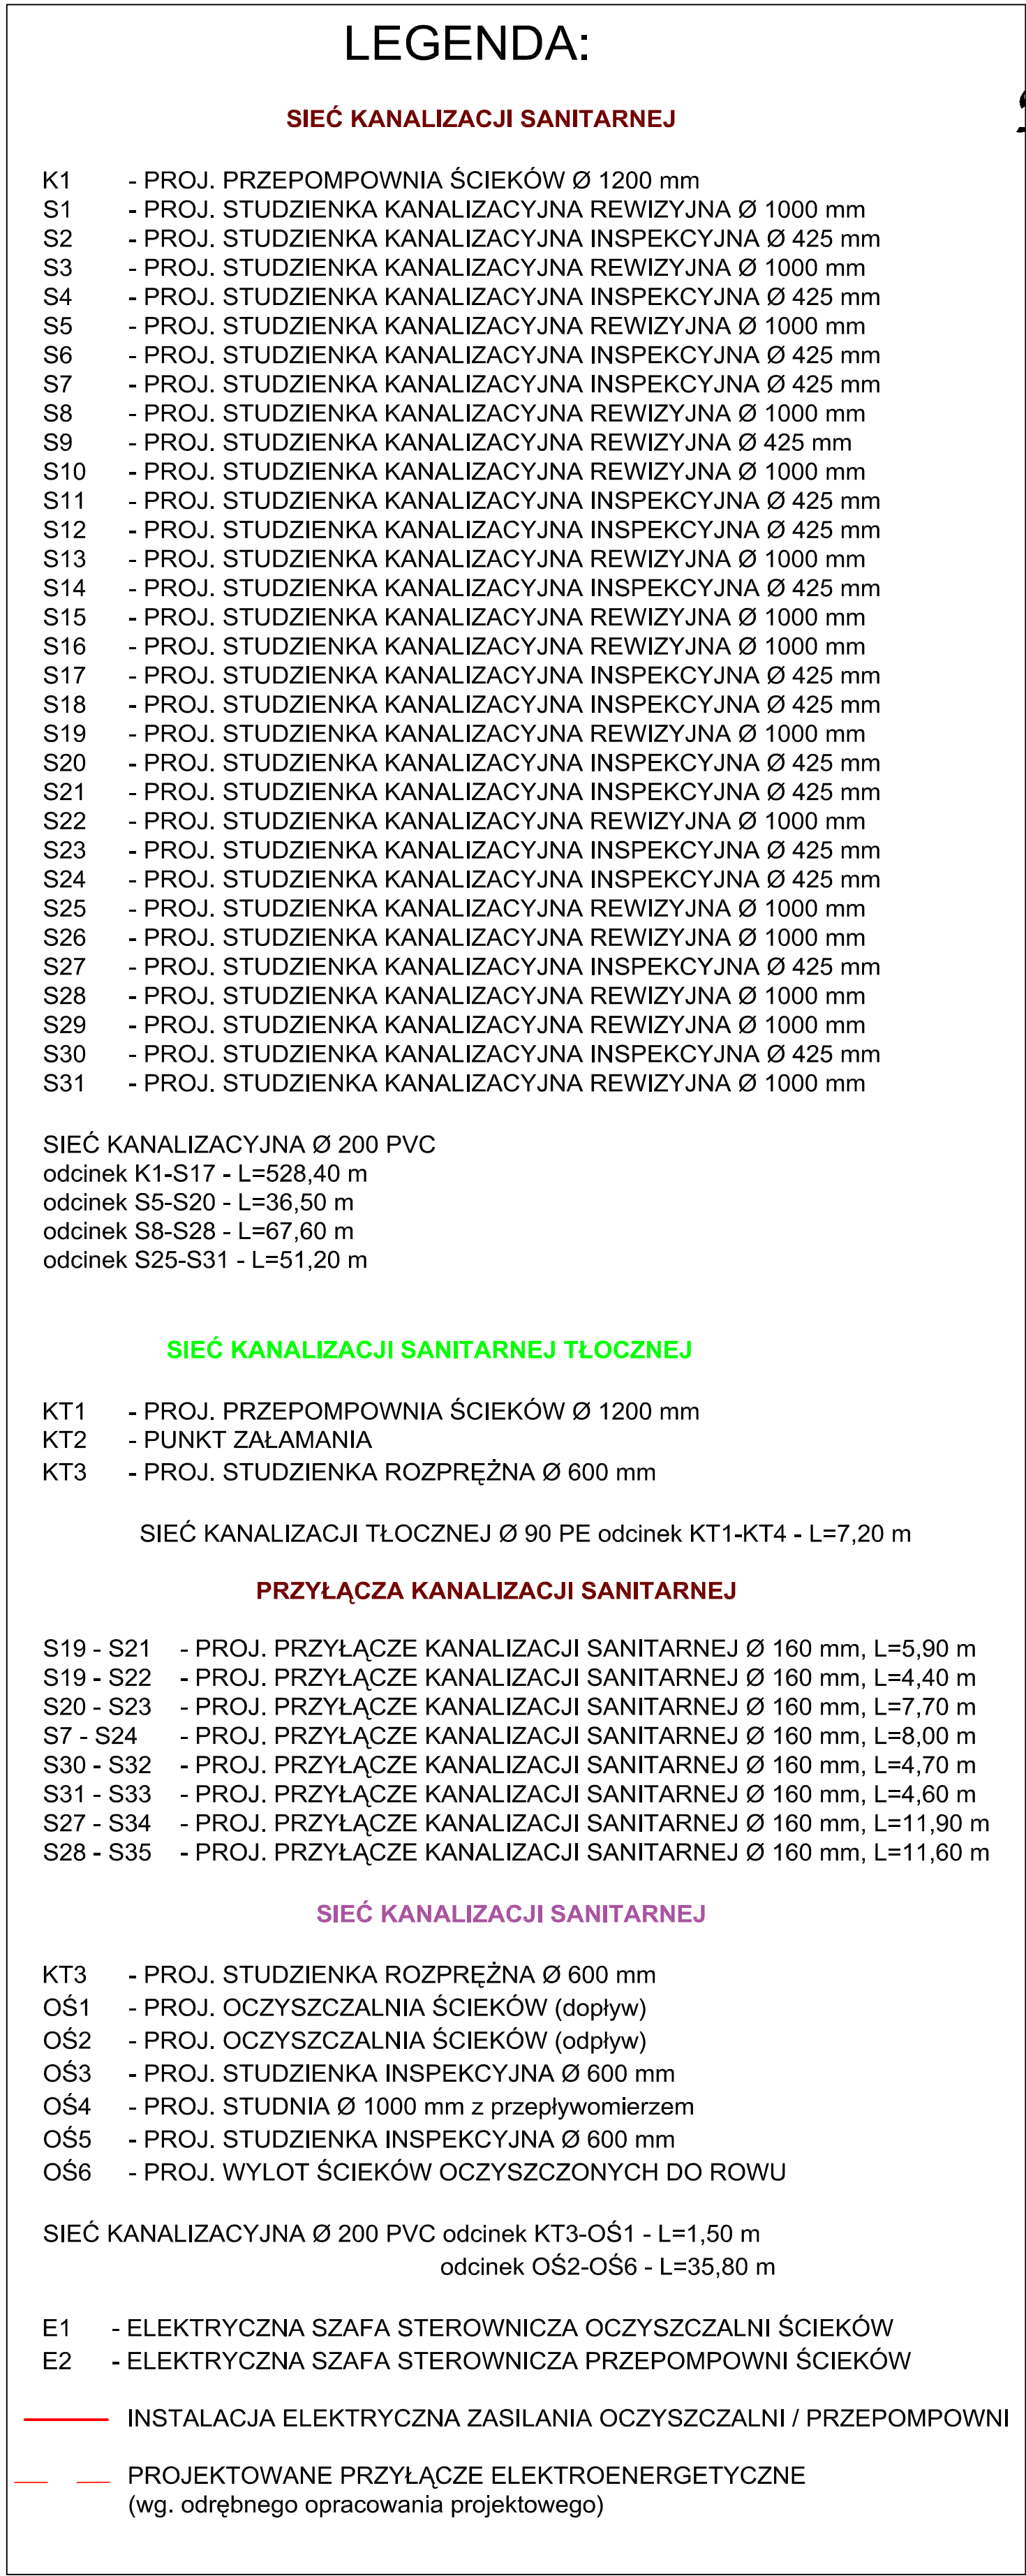 LEGENDA:
SIEĆ KANALIZACJI SANITARNEJ
K1 - PROJ. PRZEPOMPOWNIA ŚCIEKÓW Ø 1200 mm
S1 - PROJ. STUDZIENKA KANALIZACYJNA REWIZYJNA Ø 1000 mm
S2 - PROJ. STUDZIENKA KANALIZACYJNA INSPEKCYJNA Ø 425 mm
S3 - PROJ. STUDZIENKA KANALIZACYJNA REWIZYJNA Ø 1000 mm
S4 - PROJ. STUDZIENKA KANALIZACYJNA INSPEKCYJNA Ø 425 mm
S5 - PROJ. STUDZIENKA KANALIZACYJNA REWIZYJNA Ø 1000 mm
S6 - PROJ. STUDZIENKA KANALIZACYJNA INSPEKCYJNA Ø 425 mm
S7 - PROJ. STUDZIENKA KANALIZACYJNA INSPEKCYJNA Ø 425 mm
S8 - PROJ. STUDZIENKA KANALIZACYJNA REWIZYJNA Ø 1000 mm
S9 - PROJ. STUDZIENKA KANALIZACYJNA REWIZYJNA Ø 425 mm
S10 - PROJ. STUDZIENKA KANALIZACYJNA REWIZYJNA Ø 1000 mm
S11 - PROJ. STUDZIENKA KANALIZACYJNA INSPEKCYJNA Ø 425 mm
S12 - PROJ. STUDZIENKA KANALIZACYJNA INSPEKCYJNA Ø 425 mm
S13 - PROJ. STUDZIENKA KANALIZACYJNA REWIZYJNA Ø 1000 mm
S14 - PROJ. STUDZIENKA KANALIZACYJNA INSPEKCYJNA Ø 425 mm
S15 - PROJ. STUDZIENKA KANALIZACYJNA REWIZYJNA Ø 1000 mm
S16 - PROJ. STUDZIENKA KANALIZACYJNA REWIZYJNA Ø 1000 mm
S17 - PROJ. STUDZIENKA KANALIZACYJNA INSPEKCYJNA Ø 425 mm
S18 - PROJ. STUDZIENKA KANALIZACYJNA INSPEKCYJNA Ø 425 mm
S19 - PROJ. STUDZIENKA KANALIZACYJNA REWIZYJNA Ø 1000 mm
S20 - PROJ. STUDZIENKA KANALIZACYJNA INSPEKCYJNA Ø 425 mm
S21 - PROJ. STUDZIENKA KANALIZACYJNA INSPEKCYJNA Ø 425 mm
S22 - PROJ. STUDZIENKA KANALIZACYJNA REWIZYJNA Ø 1000 mm
S23 - PROJ. STUDZIENKA KANALIZACYJNA INSPEKCYJNA Ø 425 mm
S24 - PROJ. STUDZIENKA KANALIZACYJNA INSPEKCYJNA Ø 425 mm
S25 - PROJ. STUDZIENKA KANALIZACYJNA REWIZYJNA Ø 1000 mm
S26 - PROJ. STUDZIENKA KANALIZACYJNA REWIZYJNA Ø 1000 mm
S27 - PROJ. STUDZIENKA KANALIZACYJNA INSPEKCYJNA Ø 425 mm
S28 - PROJ. STUDZIENKA KANALIZACYJNA REWIZYJNA Ø 1000 mm
S29 - PROJ. STUDZIENKA KANALIZACYJNA REWIZYJNA Ø 1000 mm
S30 - PROJ. STUDZIENKA KANALIZACYJNA INSPEKCYJNA Ø 425 mm
S31 - PROJ. STUDZIENKA KANALIZACYJNA REWIZYJNA Ø 1000 mm
SIEĆ KANALIZACYJNA Ø 200 PVC
odcinek K1-S17 - L=528,40 m
odcinek S5-S20 - L=36,50 m
odcinek S8-S28 - L=67,60 m
odcinek S25-S31 - L=51,20 m
SIEĆ KANALIZACJI SANITARNEJ TŁOCZNEJ
KT1 - PROJ. PRZEPOMPOWNIA ŚCIEKÓW Ø 1200 mm
KT2 - PUNKT ZAŁAMANIA
KT3 - PROJ. STUDZIENKA ROZPRĘŻNA Ø 600 mm
SIEĆ KANALIZACJI TŁOCZNEJ Ø 90 PE odcinek KT1-KT4 - L=7,20 m
PRZYŁĄCZA KANALIZACJI SANITARNEJ
S19 - S21 - PROJ. PRZYŁĄCZE KANALIZACJI SANITARNEJ Ø 160 mm, L=5,90 m
S19 - S22 - PROJ. PRZYŁĄCZE KANALIZACJI SANITARNEJ Ø 160 mm, L=4,40 m
S20 - S23 - PROJ. PRZYŁĄCZE KANALIZACJI SANITARNEJ Ø 160 mm, L=7,70 m
S7 - S24 - PROJ. PRZYŁĄCZE KANALIZACJI SANITARNEJ Ø 160 mm, L=8,00 m
S30 - S32 - PROJ. PRZYŁĄCZE KANALIZACJI SANITARNEJ Ø 160 mm, L=4,70 m
S31 - S33 - PROJ. PRZYŁĄCZE KANALIZACJI SANITARNEJ Ø 160 mm, L=4,60 m
S27 - S34 - PROJ. PRZYŁĄCZE KANALIZACJI SANITARNEJ Ø 160 mm, L=11,90 m
S28 - S35 - PROJ. PRZYŁĄCZE KANALIZACJI SANITARNEJ Ø 160 mm, L=11,60 m
SIEĆ KANALIZACJI SANITARNEJ
KT3 - PROJ. STUDZIENKA ROZPRĘŻNA Ø 600 mm
OŚ1 - PROJ. OCZYSZCZALNIA ŚCIEKÓW (dopływ)
OŚ2 - PROJ. OCZYSZCZALNIA ŚCIEKÓW (odpływ)
OŚ3 - PROJ. STUDZIENKA INSPEKCYJNA Ø 600 mm
OŚ4 - PROJ. STUDNIA Ø 1000 mm z przepływomierzem
OŚ5 - PROJ. STUDZIENKA INSPEKCYJNA Ø 600 mm
OŚ6 - PROJ. WYLOT ŚCIEKÓW OCZYSZCZONYCH DO ROWU
SIEĆ KANALIZACYJNA Ø 200 PVC odcinek KT3-OŚ1 - L=1,50 m
odcinek OŚ2-OŚ6 - L=35,80 m
E1 - ELEKTRYCZNA SZAFA STEROWNICZA OCZYSZCZALNI ŚCIEKÓW
E2 - ELEKTRYCZNA SZAFA STEROWNICZA PRZEPOMPOWNI ŚCIEKÓW
INSTALACJA ELEKTRYCZNA ZASILANIA OCZYSZCZALNI / PRZEPOMPOWNI
PROJEKTOWANE PRZYŁĄCZE ELEKTROENERGETYCZNE
(wg. odrębnego opracowania projektowego)